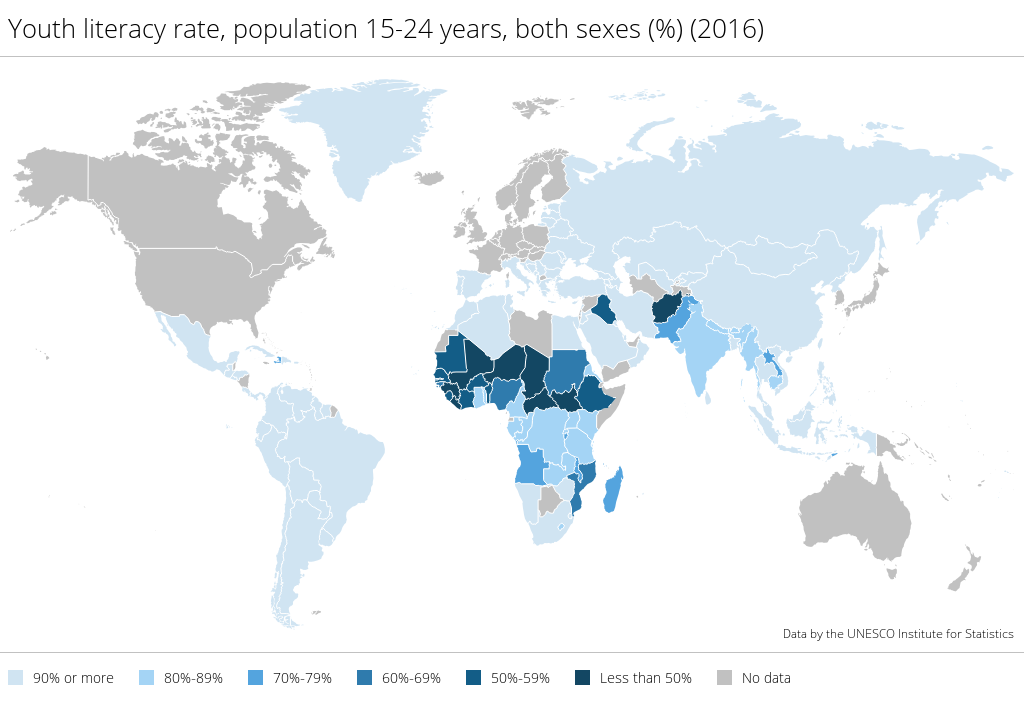 Youth literacy rate, population 15-24 years, both sexes (%) (2016)
Data by the UNESCO Institute for Statistics
90% or more 80%-89% 70%-79% 60%-69% 50%-59% Less than 50% No data